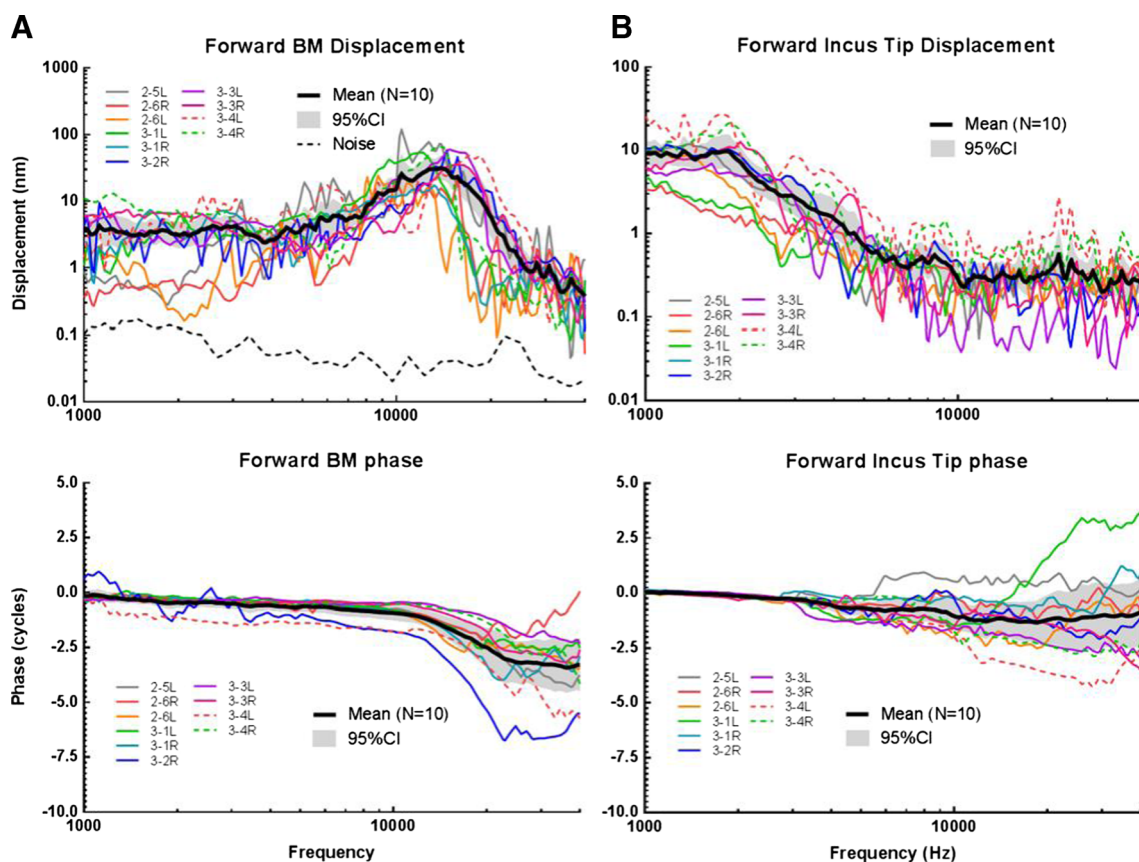 A
Forward BM Displacement
Displacement (nm)
1000
100
10
1
0.1
0.01
2-5L
2-6R
2-6L
3-1L
3-1R
3-2R
3-3L
3-3R
3-4L
3-4R
Mean (N=10)
95%CI
Noise
1000
10000
B
Forward Incus Tip Displacement
100
10
1
0.1
0.01
Mean (N=10)
95%CI
2-5L
2-6R
2-6L
3-1L
3-1R
3-2R
3-3L
3-3R
3-4L
3-4R
1000
10000
Forward BM phase
Phase (cycles)
5.0
2.5
0.0
-2.5
-5.0
-7.5
-10.0
2-5L
2-6R
2-6L
3-1L
3-1R
3-2R
3-3L
3-3R
3-4L
3-4R
Mean (N=10)
95%CI
1000
10000
Frequency
Forward Incus Tip phase
5.0
2.5
0.0
-2.5
-5.0
-7.5
-10.0
2-5L
2-6R
2-6L
3-1L
3-1R
3-2R
3-3L
3-3R
3-4L
3-4R
Mean (N=10)
95%CI
1000
10000
Frequency (Hz)